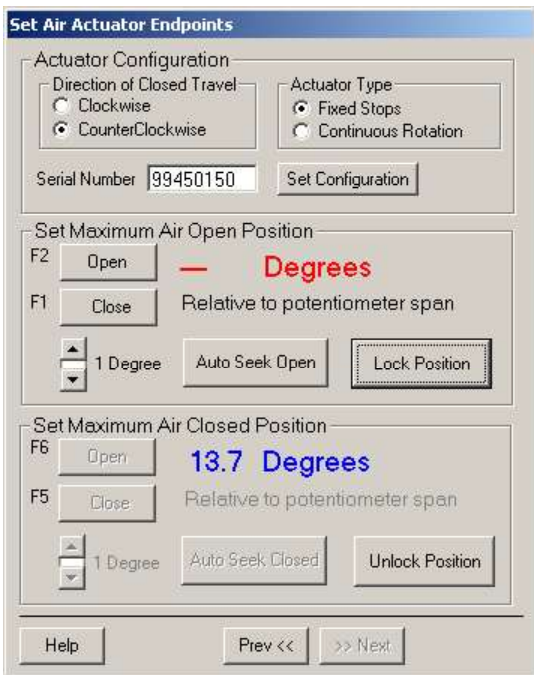 Set Air Actuator Endpoints
Actuator Configuration
Direction of Closed Travel
Clockwise
CounterClockwise
Actuator Type
Fixed Stops
Continuous Rotation
Serial Number 99450150 Set Configuration
Set Maximum Air Open Position
F2 Open — Degrees
F1 Close Relative to potentiometer span
1 Degree Auto Seek Open Lock Position
Set Maximum Air Closed Position
F6 Open 13.7 Degrees
F5 Close Relative to potentiometer span
1 Degree Auto Seek Closed Unlock Position
Help Prev << >> Next